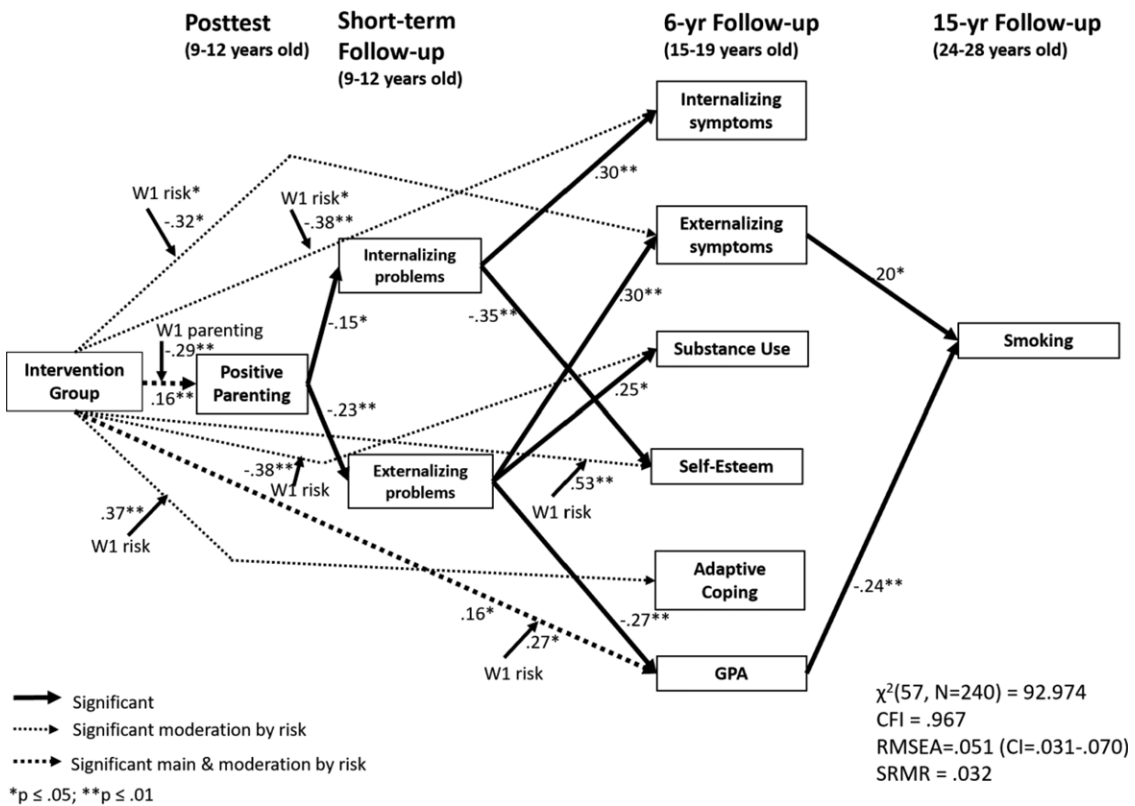 Posttest
(9-12 years old)
Short-term
Follow-up
(9-12 years old)
6-yr Follow-up
(15-19 years old)
15-yr Follow-up
(24-28 years old)
Internalizing
symptoms
W1 risk*
-.32*
W1 risk*
-.38**
.30**
Internalizing
problems
Externalizing
symptoms
.30**
.20*
-.15*
-.35**
W1 parenting
-.29**
Intervention
Group
.16**
Positive
Parenting
Substance Use
.25*
Smoking
-.23**
-.38**
W1 risk
Externalizing
problems
.53**
W1 risk
Self-Esteem
.37**
W1 risk
Adaptive
Coping
-.24**
.16*
.27*
W1 risk
-.27**
GPA
Significant
Significant moderation by risk
Significant main & moderation by risk
*p ≤ .05; **p ≤ .01
χ²(57, N=240) = 92.974
CFI = .967
RMSEA=.051 (CI=.031-.070)
SRMR = .032